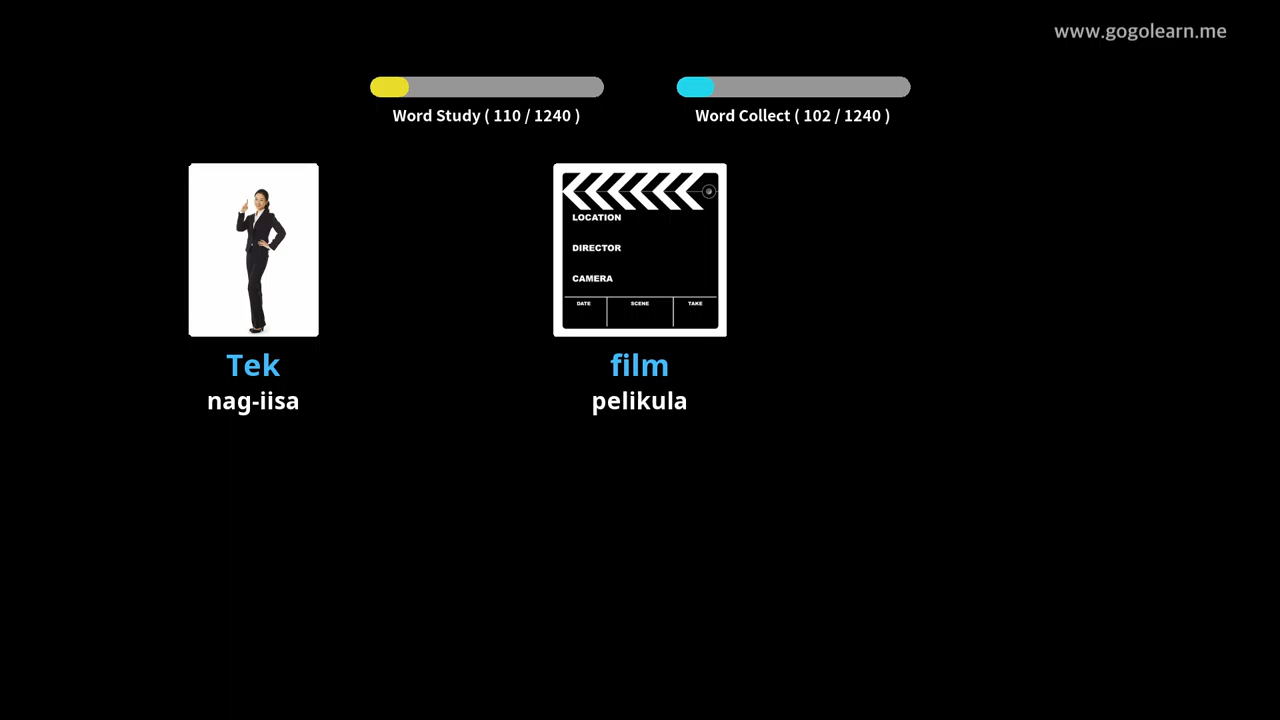 www.gogolearn.me
Word Study ( 110 / 1240 )
Word Collect ( 102 / 1240 )
LOCATION
DIRECTOR
CAMERA
DATE SCENE TAKE
Tek
nag-iisa
film
pelikula